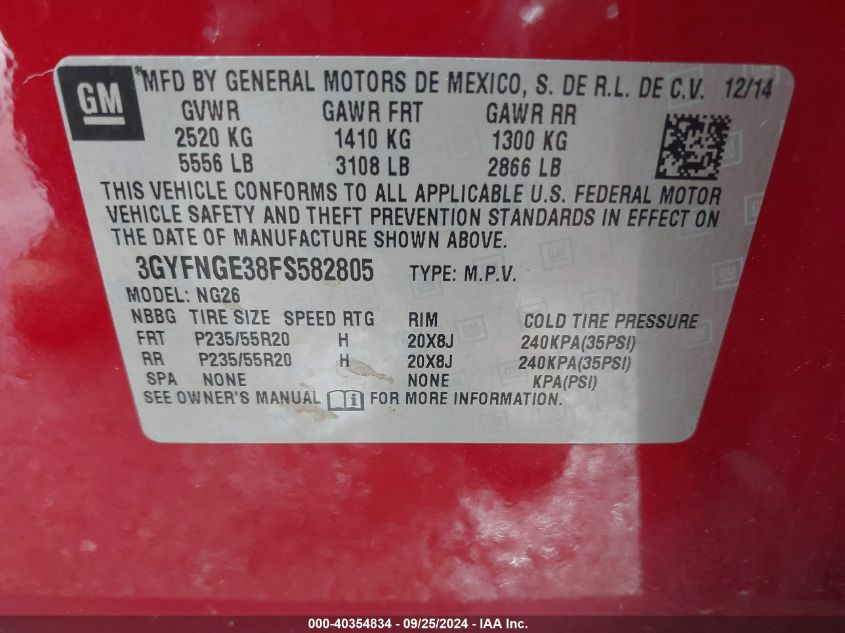 GM *MFD BY GENERAL MOTORS DE MEXICO, S. DE R.L. DE C.V. 12/14
GVWR GAWR FRT GAWR RR
2520 KG 1410 KG 1300 KG
5556 LB 3108 LB 2866 LB
THIS VEHICLE CONFORMS TO ALL APPLICABLE U.S. FEDERAL MOTOR
VEHICLE SAFETY AND THEFT PREVENTION STANDARDS IN EFFECT ON
THE DATE OF MANUFACTURE SHOWN ABOVE.
3GYFNGE38FS582805 TYPE: M.P.V.
MODEL: NG26
NBBG TIRE SIZE SPEED RTG RIM COLD TIRE PRESSURE
FRT P235/55R20 H 20X8J 240KPA(35PSI)
RR P235/55R20 H 20X8J 240KPA(35PSI)
SPA NONE NONE KPA(PSI)
SEE OWNER'S MANUAL FOR MORE INFORMATION.
000-40354834 / 09/25/2024 - IAA Inc.